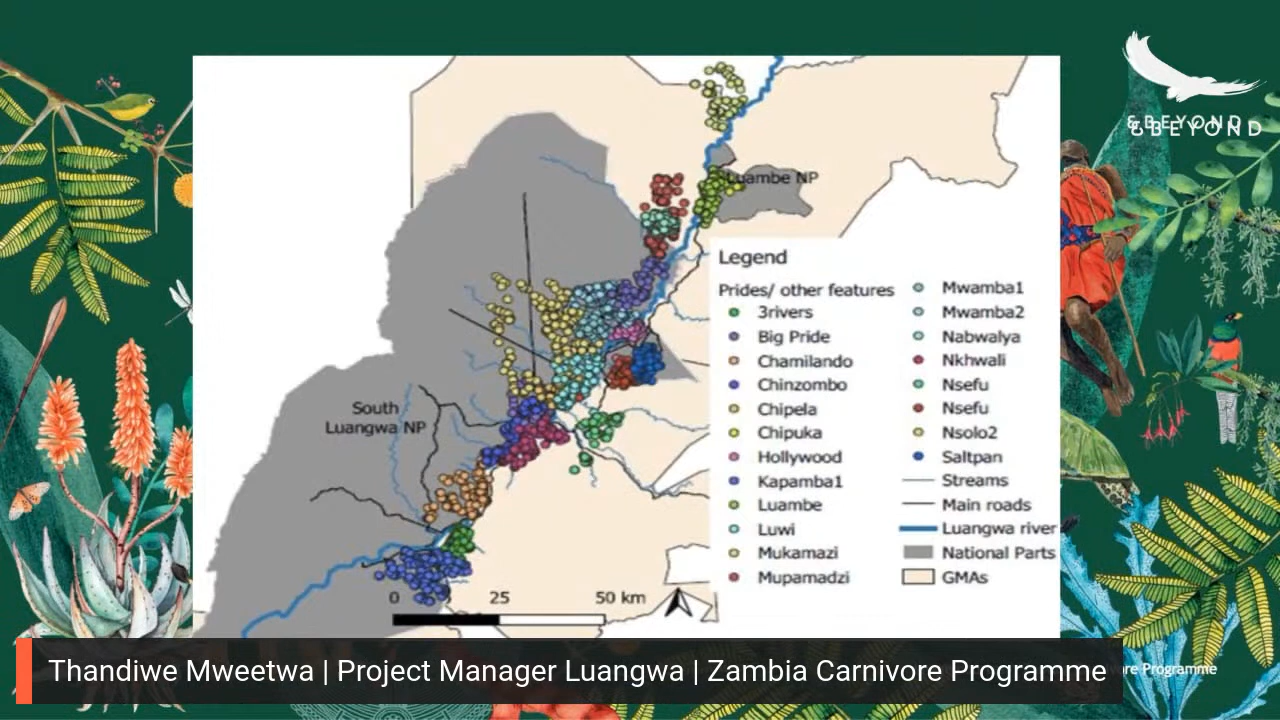 &BEYOND
&BEYOND
Luambe NP
South
Luangwa NP
Legend
Prides/ other features
3rivers
Big Pride
Chamilando
Chinzombo
Chipela
Chipuka
Hollywood
Kapamba1
Luambe
Luwi
Mukamazi
Mupamadzi
Mwamba1
Mwamba2
Nabwalya
Nkhwali
Nsefu
Nsefu
Nsolo2
Saltpan
Streams
Main roads
Luangwa river
National Parts
GMAs
0 25 50 km
Thandiwe Mweetwa | Project Manager Luangwa | Zambia Carnivore Programme
Programme